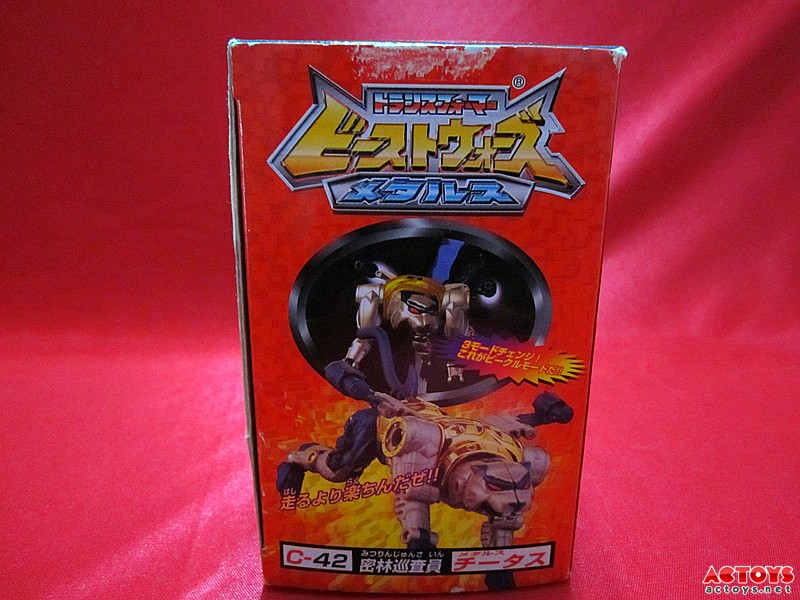 ®
トランスフォーマー
ビーストウォーズ
メタルス
3モードチェンジ!
これがビークルモードだ!!
はし らく
走るより楽ちんだぜ!!
みつりんじゅんさいん メタルス
C-42 密林巡査員 チータス
ACTOYS
actoys.net